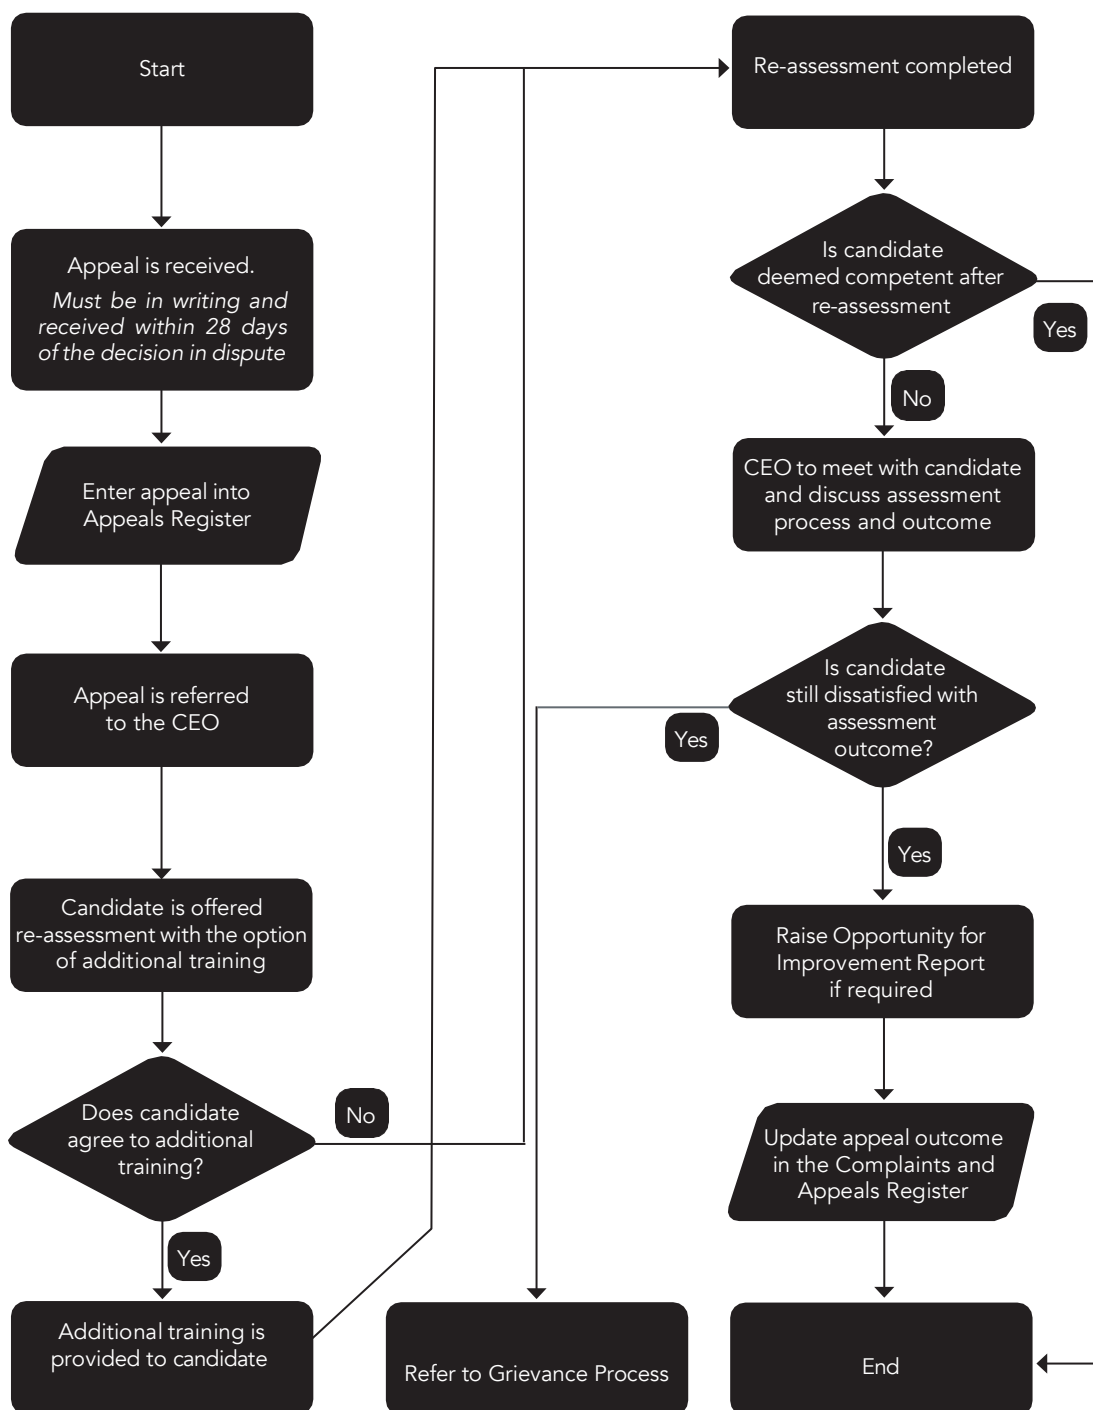 Start
Appeal is received.
Must be in writing and
received within 28 days
of the decision in dispute
Enter appeal into
Appeals Register
Appeal is referred
to the CEO
Candidate is offered
re-assessment with the option
of additional training
Does candidate
agree to additional
training?
No
Yes
Additional training is
provided to candidate
Re-assessment completed
Is candidate
deemed competent after
re-assessment
Yes
No
CEO to meet with candidate
and discuss assessment
process and outcome
Is candidate
still dissatisfied with
assessment
outcome?
Yes
Yes
Refer to Grievance Process
Raise Opportunity for
Improvement Report
if required
Update appeal outcome
in the Complaints and
Appeals Register
End